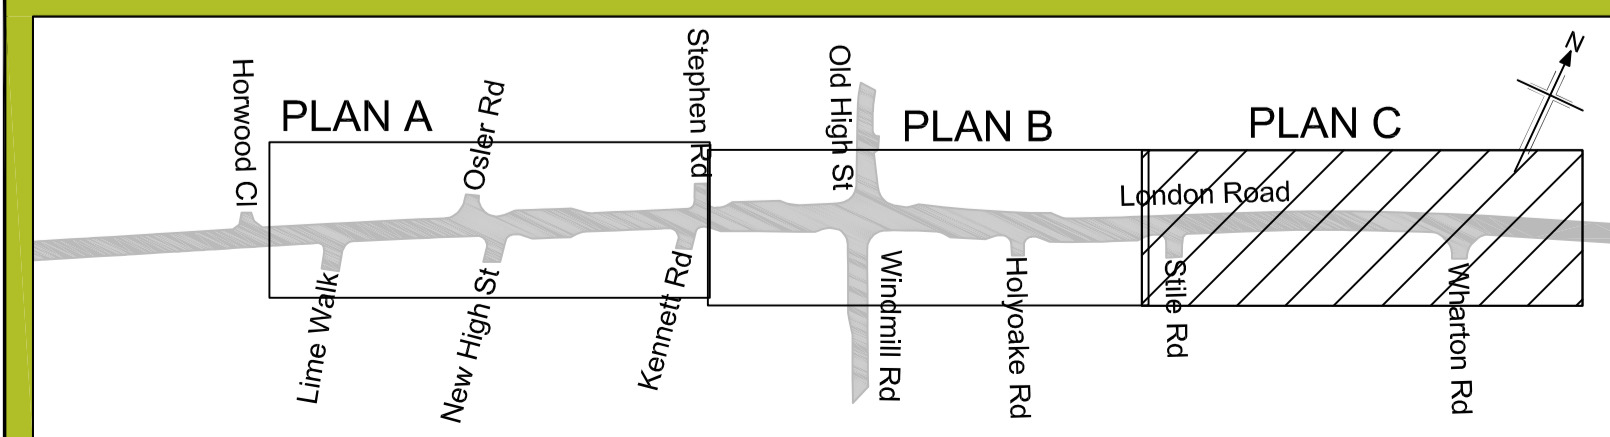 Horwood Cl
PLAN A
Osler Rd
Stephen Rd
Old High St
PLAN B
PLAN C
N
London Road
Lime Walk
New High St
Kennett Rd
Windmill Rd
Holyoake Rd
Stile Rd
Wharton Rd